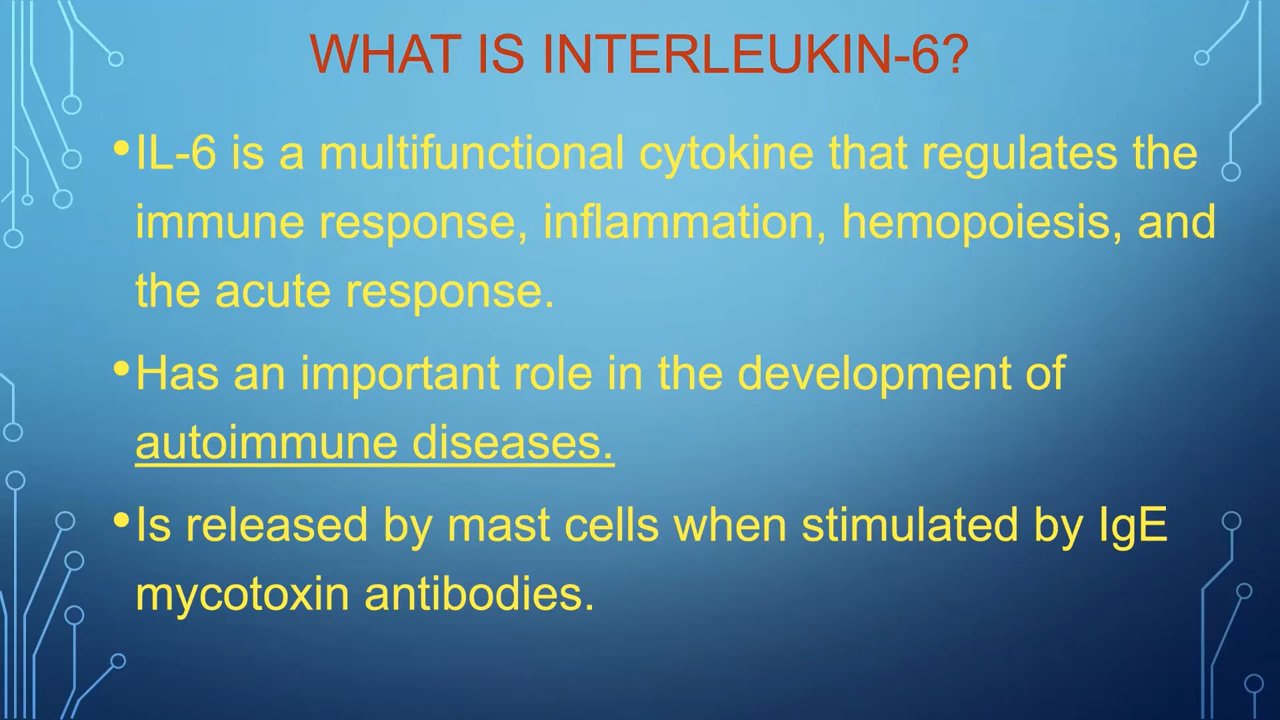 WHAT IS INTERLEUKIN-6?
•IL-6 is a multifunctional cytokine that regulates the
immune response, inflammation, hemopoiesis, and
the acute response.
•Has an important role in the development of
autoimmune diseases.
•Is released by mast cells when stimulated by IgE
mycotoxin antibodies.